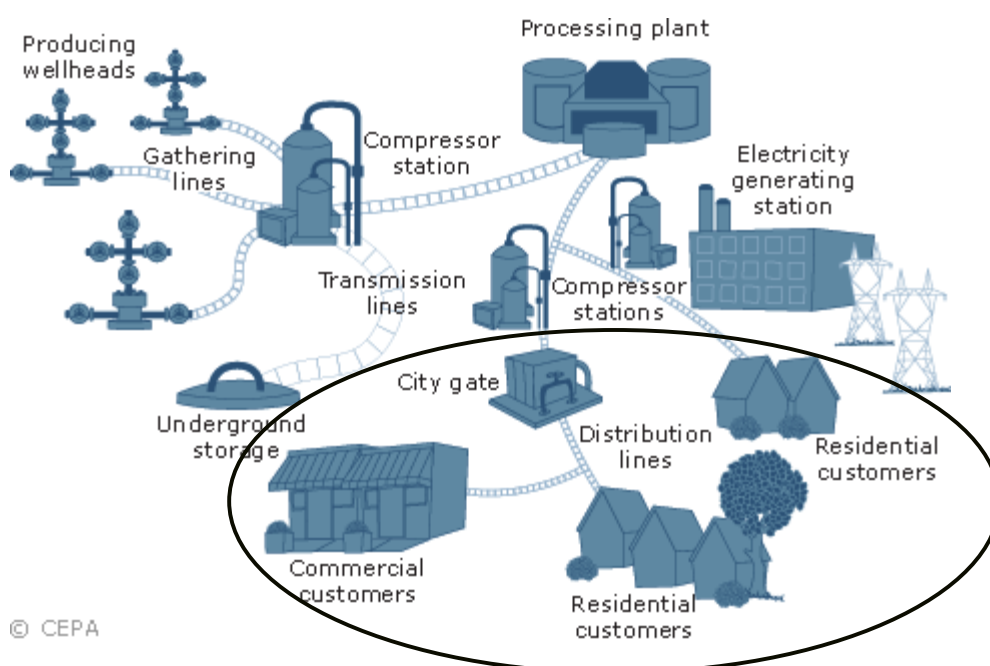 Processing plant
Producing
wellheads
Compressor
station
Gathering
lines
Electricity
generating
station
Transmission
lines
Compressor
stations
City gate
Underground
storage
Distribution
lines
Residential
customers
Commercial
customers
Residential
customers
© CEPA